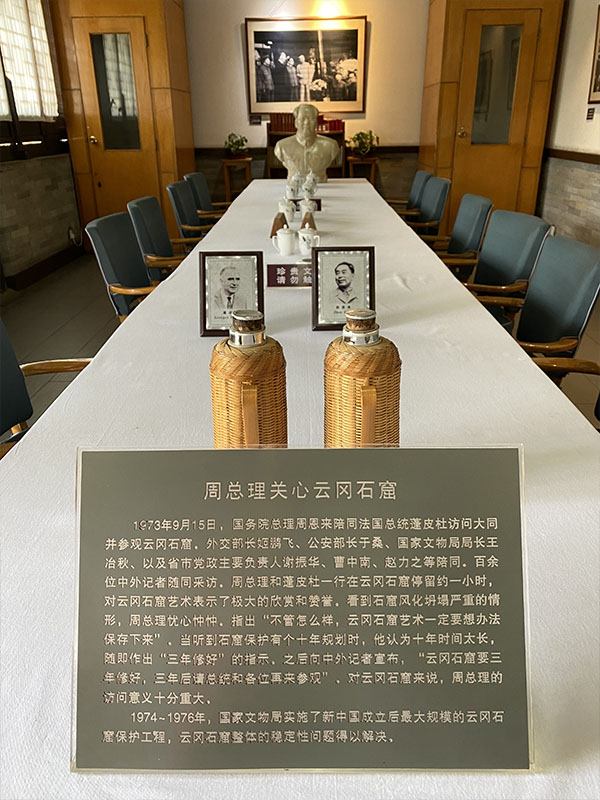 珍贵文
请勿触
周总理关心云冈石窟
1973年9月15日，国务院总理周恩来陪同法国总统蓬皮杜访问大同
并参观云冈石窟。外交部长姬鹏飞、公安部长于桑、国家文物局局长王
冶秋、以及省市党政主要负责人谢振华、曹中南、赵力之等陪同。百余
位中外记者随同采访。周总理和蓬皮杜一行在云冈石窟停留约一小时，
对云冈石窟艺术表示了极大的欣赏和赞誉。看到石窟风化坍塌严重的情
形，周总理忧心忡忡。指出“不管怎么样，云冈石窟艺术一定要想办法
保存下来”。当听到石窟保护有个十年规划时，他认为十年时间太长，
随即作出“三年修好”的指示。之后向中外记者宣布，“云冈石窟要三
年修好，三年后请总统和各位再来参观”、对云冈石窟来说，周总理的
访问意义十分重大。
1974~1976年，国家文物局实施了新中国成立后最大规模的云冈石
窟保护工程，云冈石窟整体的稳定性问题得以解决。